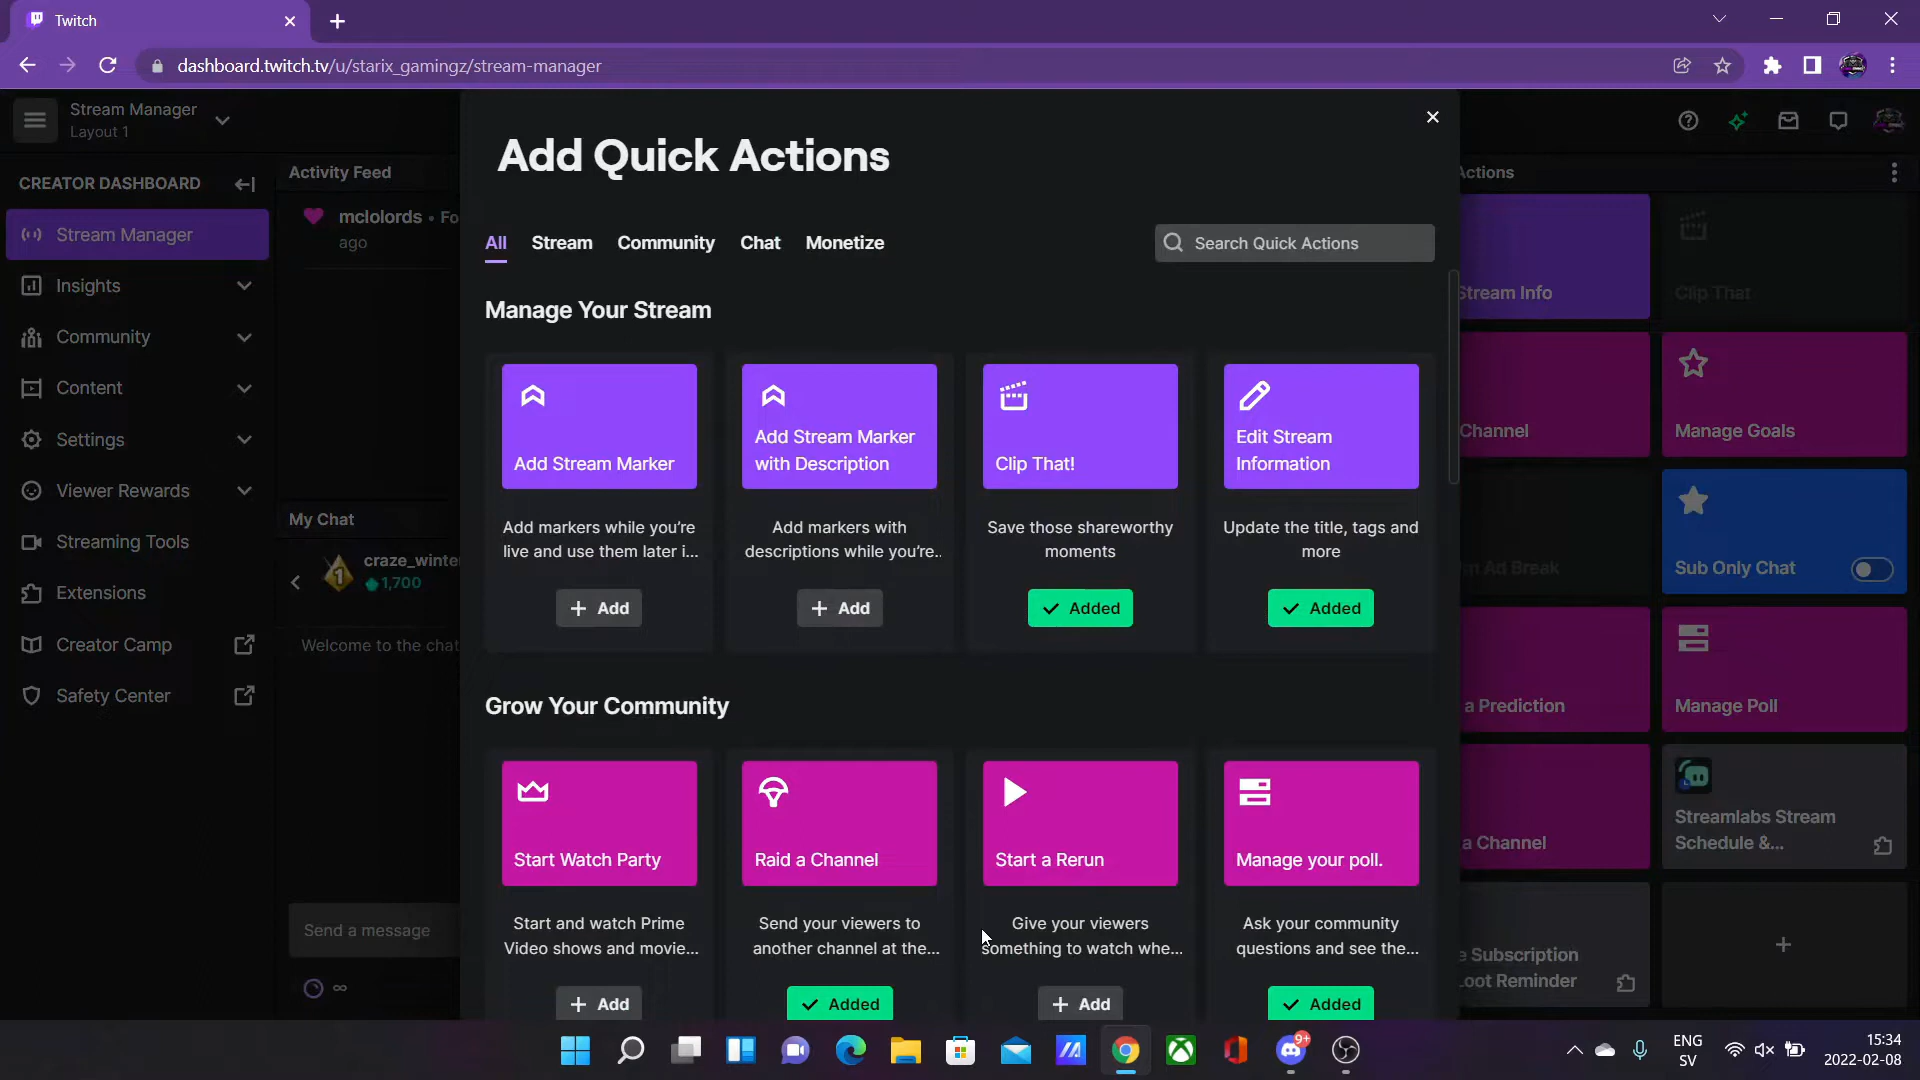 Twitch
dashboard.twitch.tv/u/starix_gamingz/stream-manager
Stream Manager
Layout 1
CREATOR DASHBOARD
Stream Manager
Insights
Community
Content
Settings
Viewer Rewards
Streaming Tools
Extensions
Creator Camp
Safety Center
Activity Feed
mclolords • Fo
ago
My Chat
craze_winter
1
1,700
Welcome to the chat
Send a message
∞
Add Quick Actions
All
Stream
Community
Chat
Monetize
Search Quick Actions
Manage Your Stream
Add Stream Marker
Add markers while you're
live and use them later i...
+ Add
Add Stream Marker
with Description
Add markers with
descriptions while you're..
+ Add
Clip That!
Save those shareworthy
moments
Added
Edit Stream
Information
Update the title, tags and
more
Added
Grow Your Community
Start Watch Party
Start and watch Prime
Video shows and movie...
+ Add
Raid a Channel
Send your viewers to
another channel at the...
Added
Start a Rerun
Give your viewers
something to watch whe...
+ Add
Manage your poll.
Ask your community
questions and see the...
Added
Actions
Stream Info
Clip That
Channel
Manage Goals
m Ad Break
Sub Only Chat
a Prediction
Manage Poll
a Channel
Streamlabs Stream
Schedule &...
e Subscription
Loot Reminder
9+
ENG
SV
15:34
2022-02-08